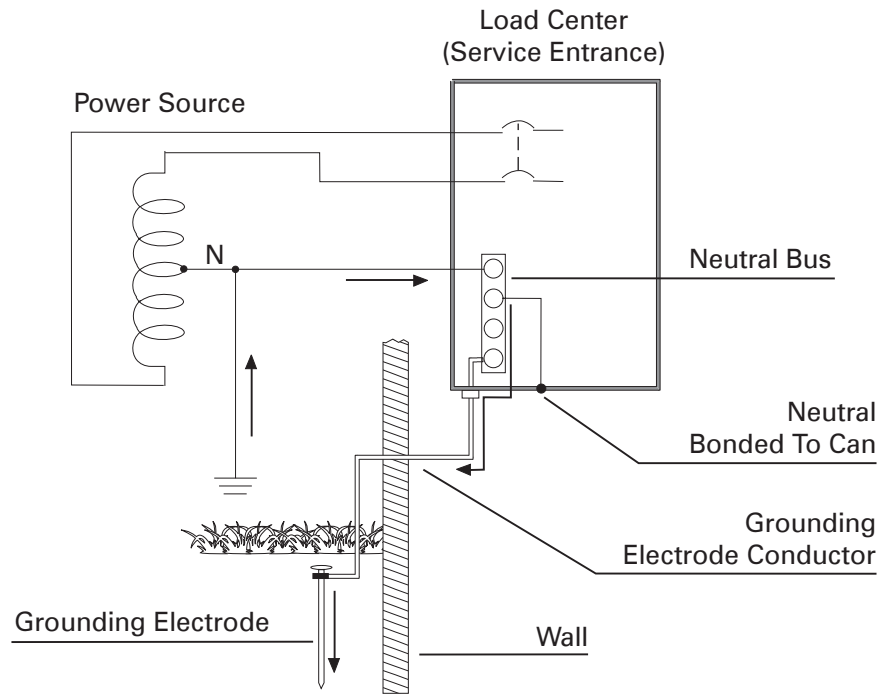 Load Center
(Service Entrance)
Power Source
N
Neutral Bus
Neutral
Bonded To Can
Grounding
Electrode Conductor
Grounding Electrode
Wall